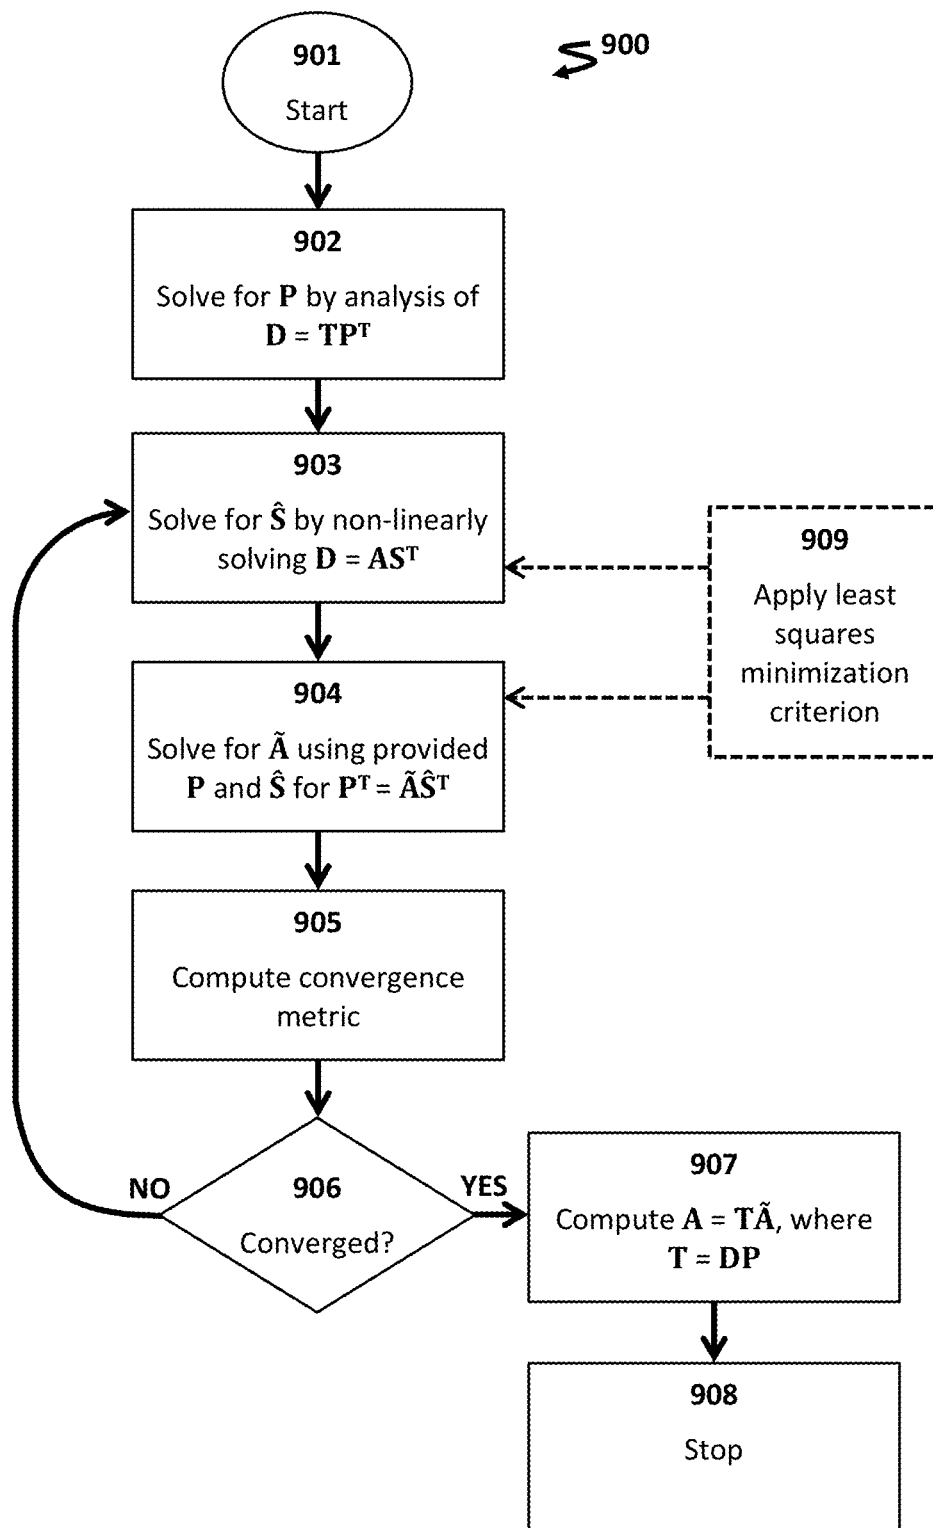 901
Start
900
902
Solve for P by analysis of
D = TPᵀ
903
Solve for Ŝ by non-linearly
solving D = ASᵀ
909
Apply least
squares
minimization
criterion
904
Solve for Ã using provided
P and Ŝ for Pᵀ = ÃŜᵀ
905
Compute convergence
metric
NO
906
Converged?
YES
907
Compute A = TÃ, where
T = DP
908
Stop